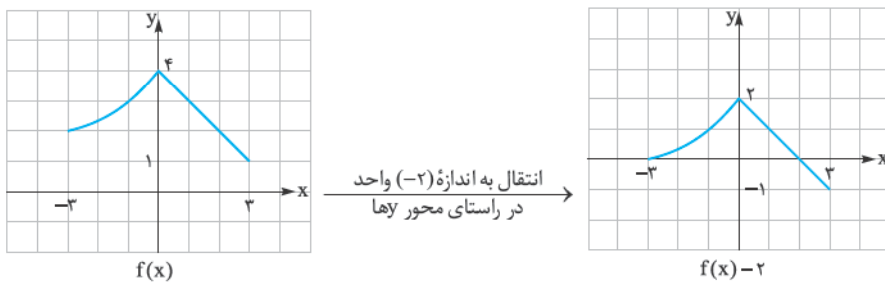 y
۴
۱
x
−۳
۳
f(x)
انتقال به اندازهٔ (−۲) واحد
در راستای محور yها
y
۲
x
−۳
۳
−۱
f(x)−۲